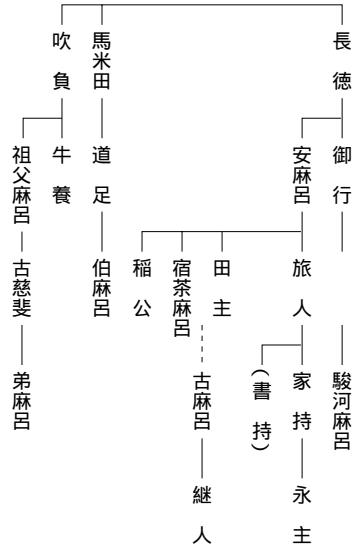 長徳
御行
駿河麻呂
安麻呂
旅人
家持
永主
(書持)
田主
宿茶麻呂
古麻呂
継人
稲公
馬米田
道足
伯麻呂
吹負
牛養
祖父麻呂
古慈斐
弟麻呂